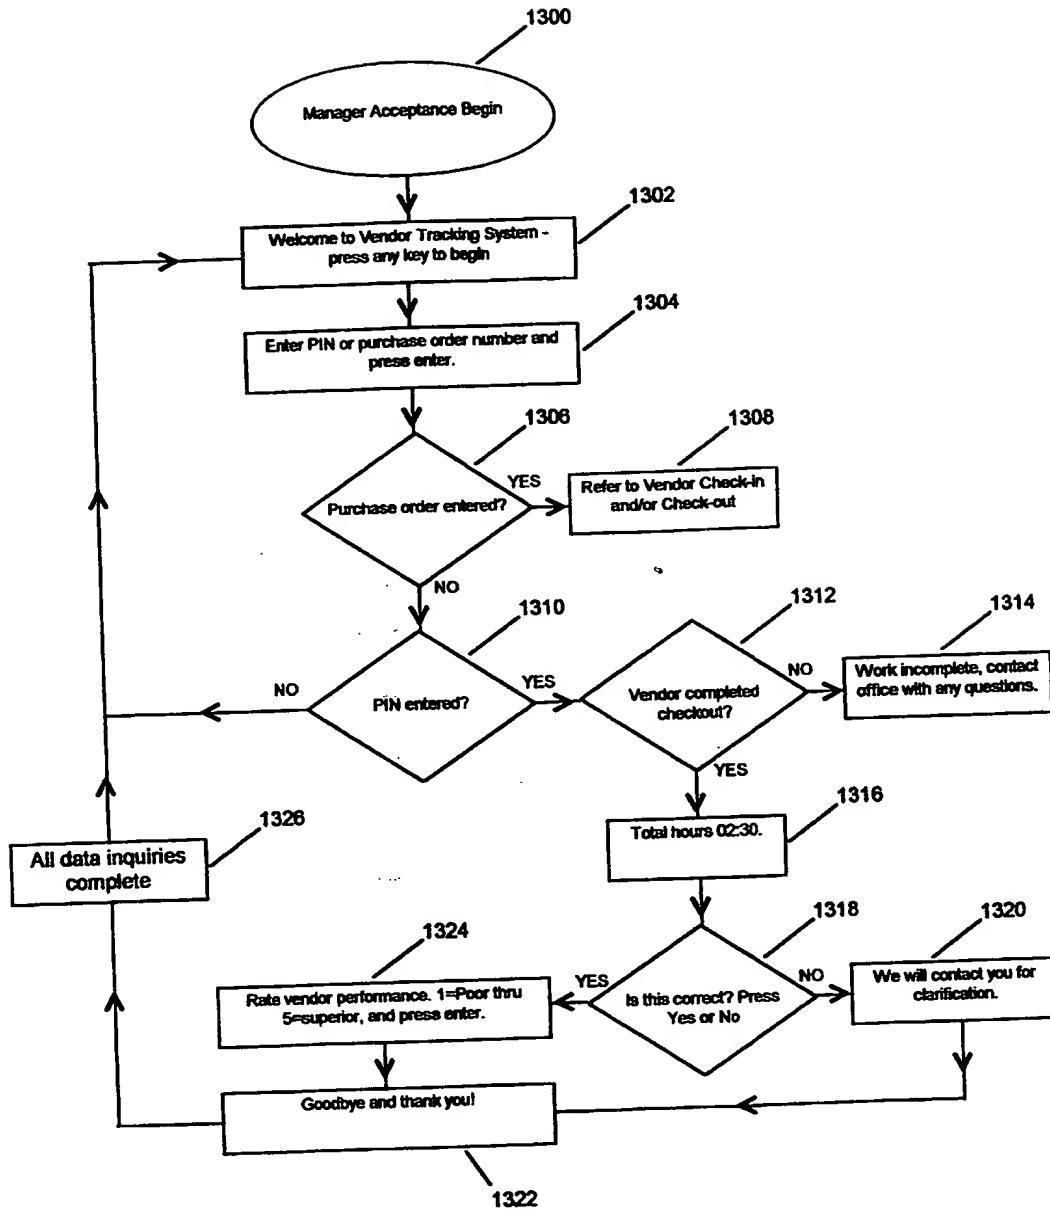 1300
Manager Acceptance Begin
1302
Welcome to Vendor Tracking System -
press any key to begin
1304
Enter PIN or purchase order number and
press enter.
1306
1308
YES
Purchase order entered?
Refer to Vendor Check-in
and/or Check-out
NO
1310
1312
1314
NO
PIN entered?
YES
Vendor completed
checkout?
NO
Work incomplete, contact
office with any questions.
YES
1316
Total hours 02:30.
1326
All data inquiries
complete
1318
1320
1324
YES
Is this correct? Press
Yes or No
NO
We will contact you for
clarification.
Rate vendor performance. 1=Poor thru
5=superior, and press enter.
Goodbye and thank you!
1322